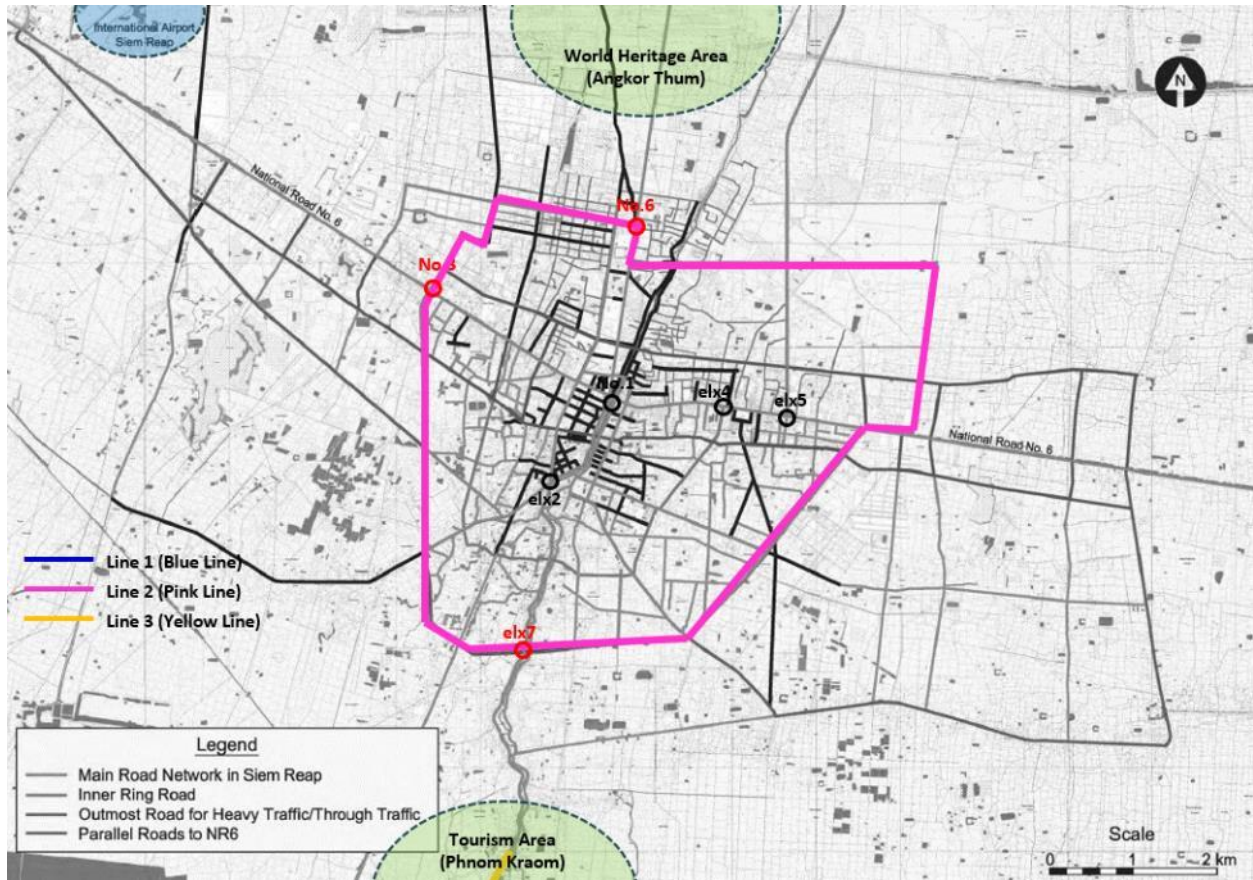 International Airport
Siem Reap
World Heritage Area
(Angkor Thum)
N
National Road No. 6
No.6
No.3
No.1
elx4
elx5
National Road No. 6
elx2
Line 1 (Blue Line)
Line 2 (Pink Line)
Line 3 (Yellow Line)
elx7
Legend
Main Road Network in Siem Reap
Inner Ring Road
Outmost Road for Heavy Traffic/Through Traffic
Parallel Roads to NR6
Tourism Area
(Phnom Kraom)
Scale
0 1 2 km